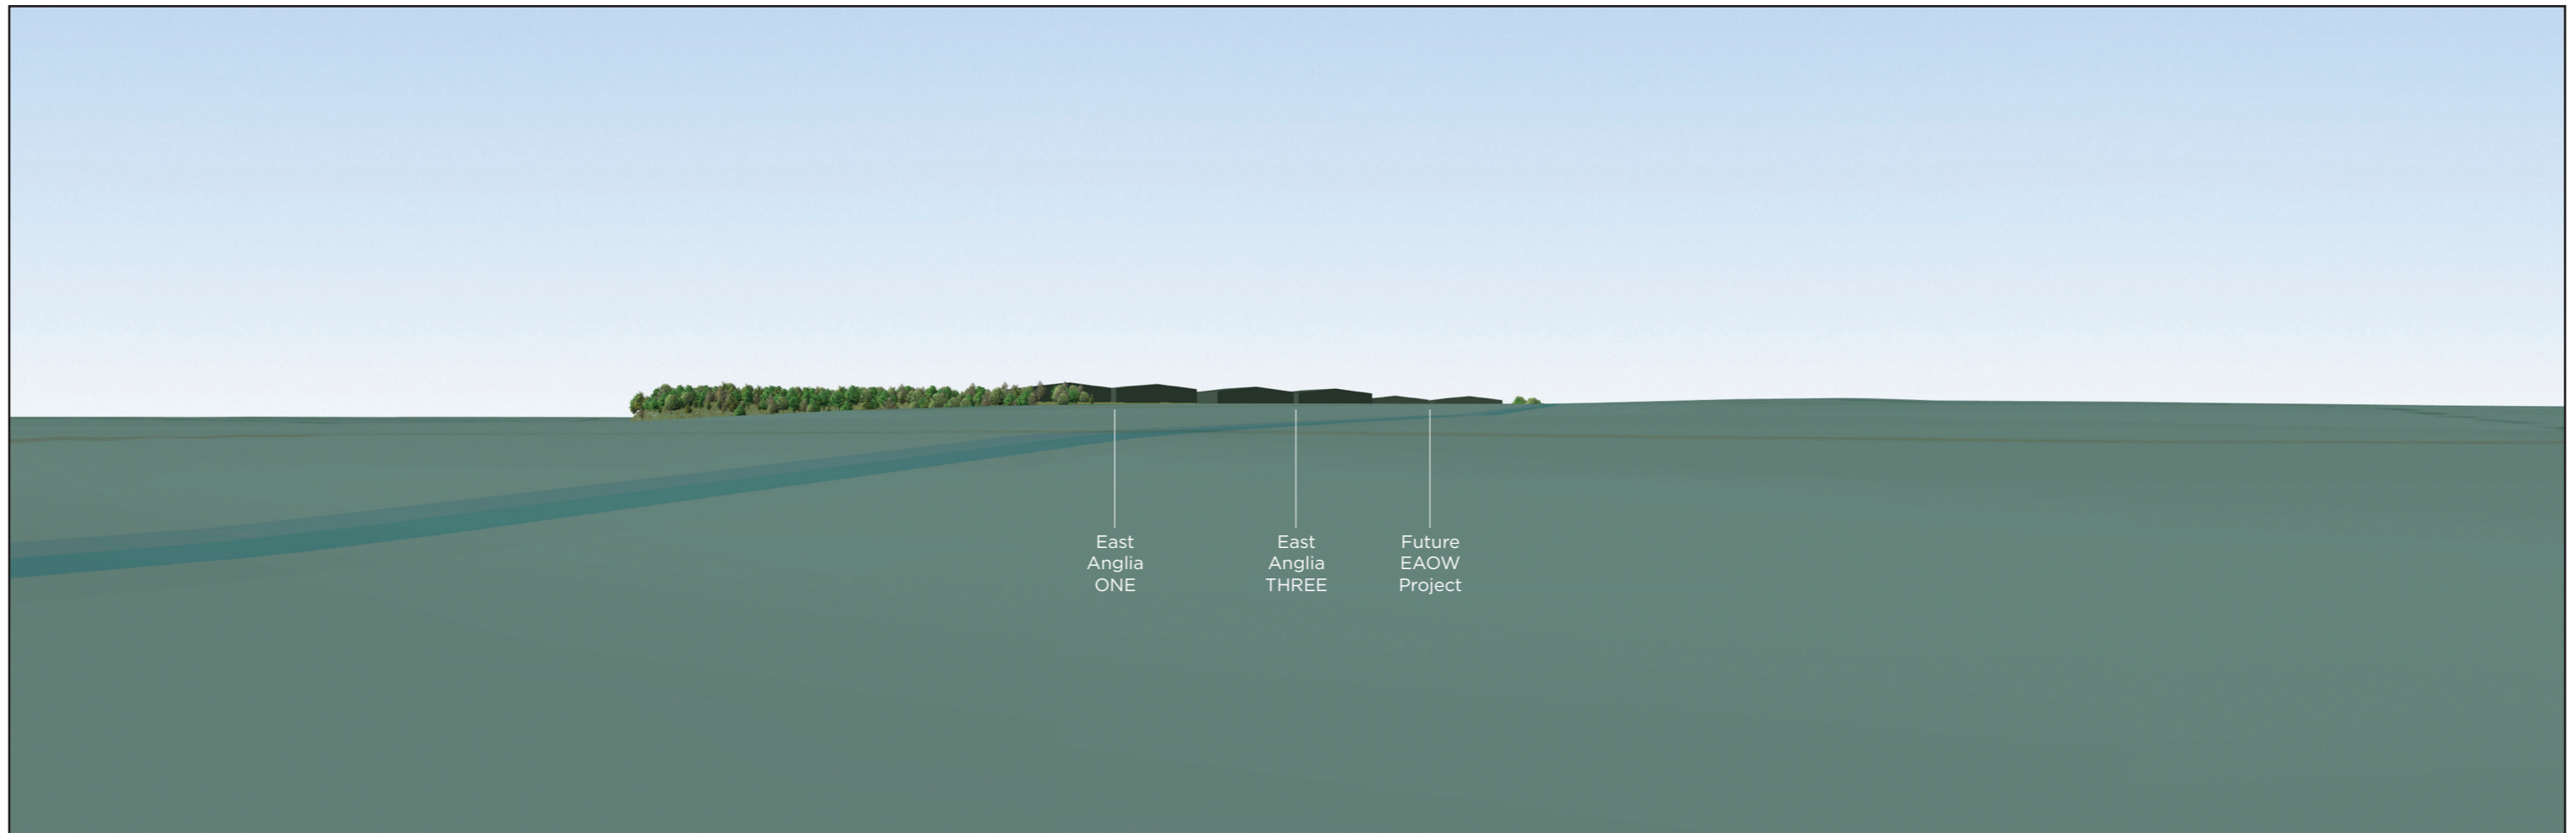 East
Anglia
ONE
East
Anglia
THREE
Future
EAOW
Project